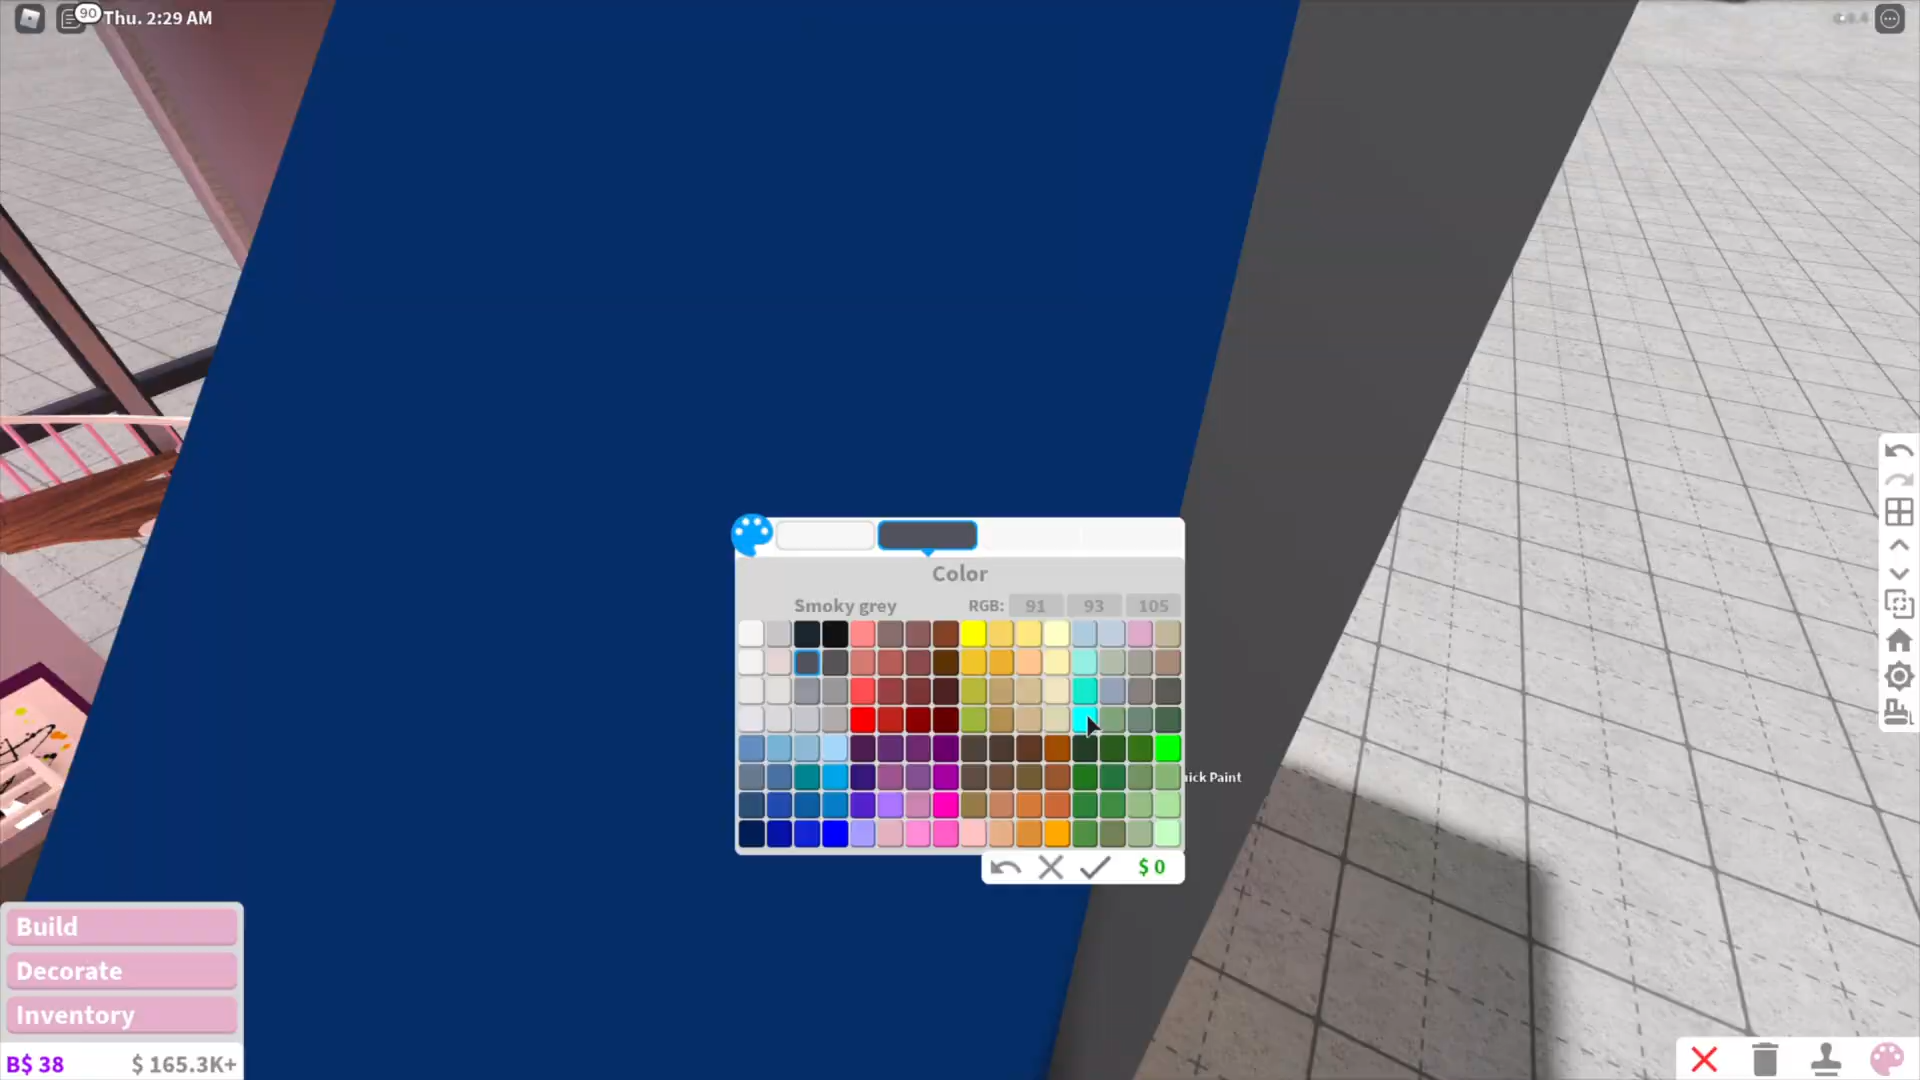 90 Thu. 2:29 AM
Color
Smoky grey RGB: 91 93 105
uick Paint
$ 0
Build
Decorate
Inventory
B$ 38 $ 165.3K+